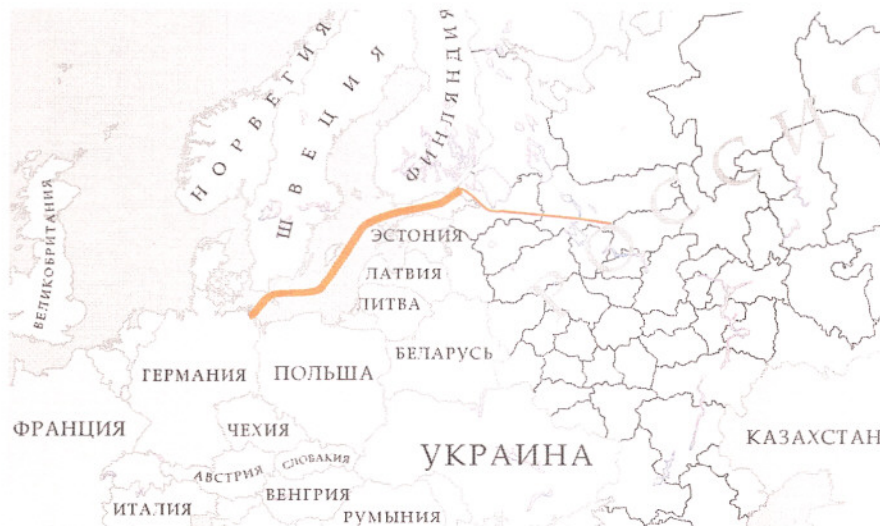 НОРВЕГИЯ
ШВЕЦИЯ
ФИНЛЯНДИЯ
РОССИЯ
ВЕЛИКОБРИТАНИЯ
ЭСТОНИЯ
ЛАТВИЯ
ЛИТВА
БЕЛАРУСЬ
ГЕРМАНИЯ
ПОЛЬША
ФРАНЦИЯ
ЧЕХИЯ
УКРАИНА
КАЗАХСТАН
СЛОВАКИЯ
АВСТРИЯ
ВЕНГРИЯ
ИТАЛИЯ
РУМЫНИЯ